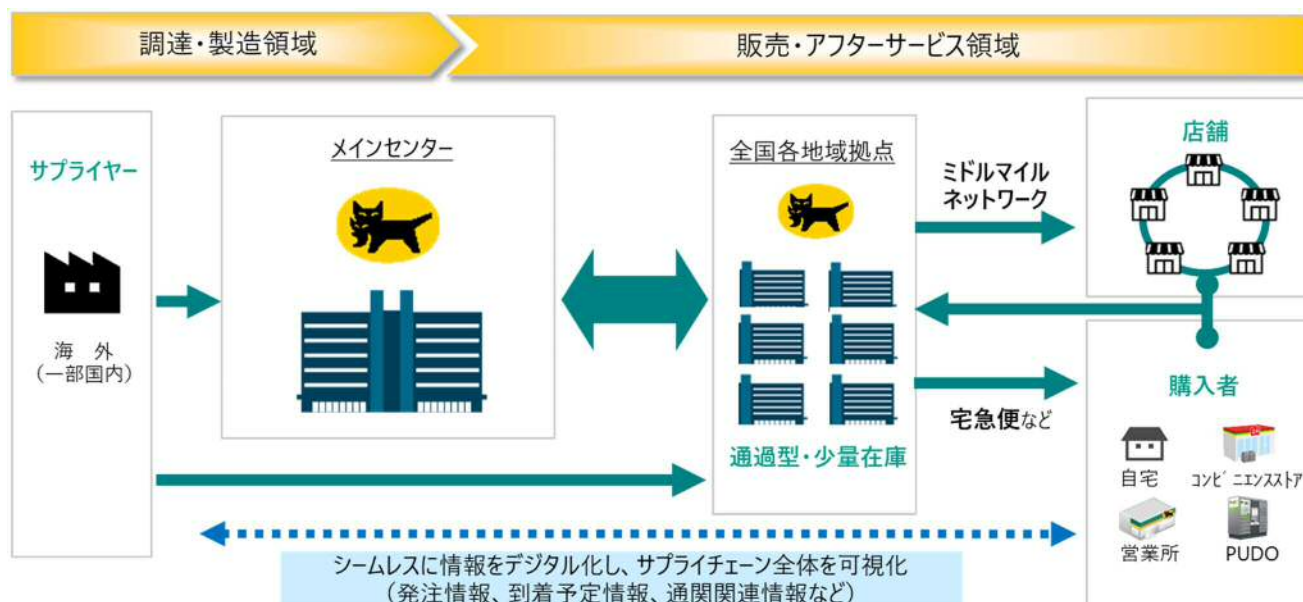 調達・製造領域
販売・アフターサービス領域
サプライヤー
海 外
(一部国内)
メインセンター
全国各地域拠点
通過型・少量在庫
ミドルマイル
ネットワーク
宅急便など
店舗
購入者
自宅
コンビニエンスストア
営業所
PUDO
シームレスに情報をデジタル化し、サプライチェーン全体を可視化
(発注情報、到着予定情報、通関関連情報など)